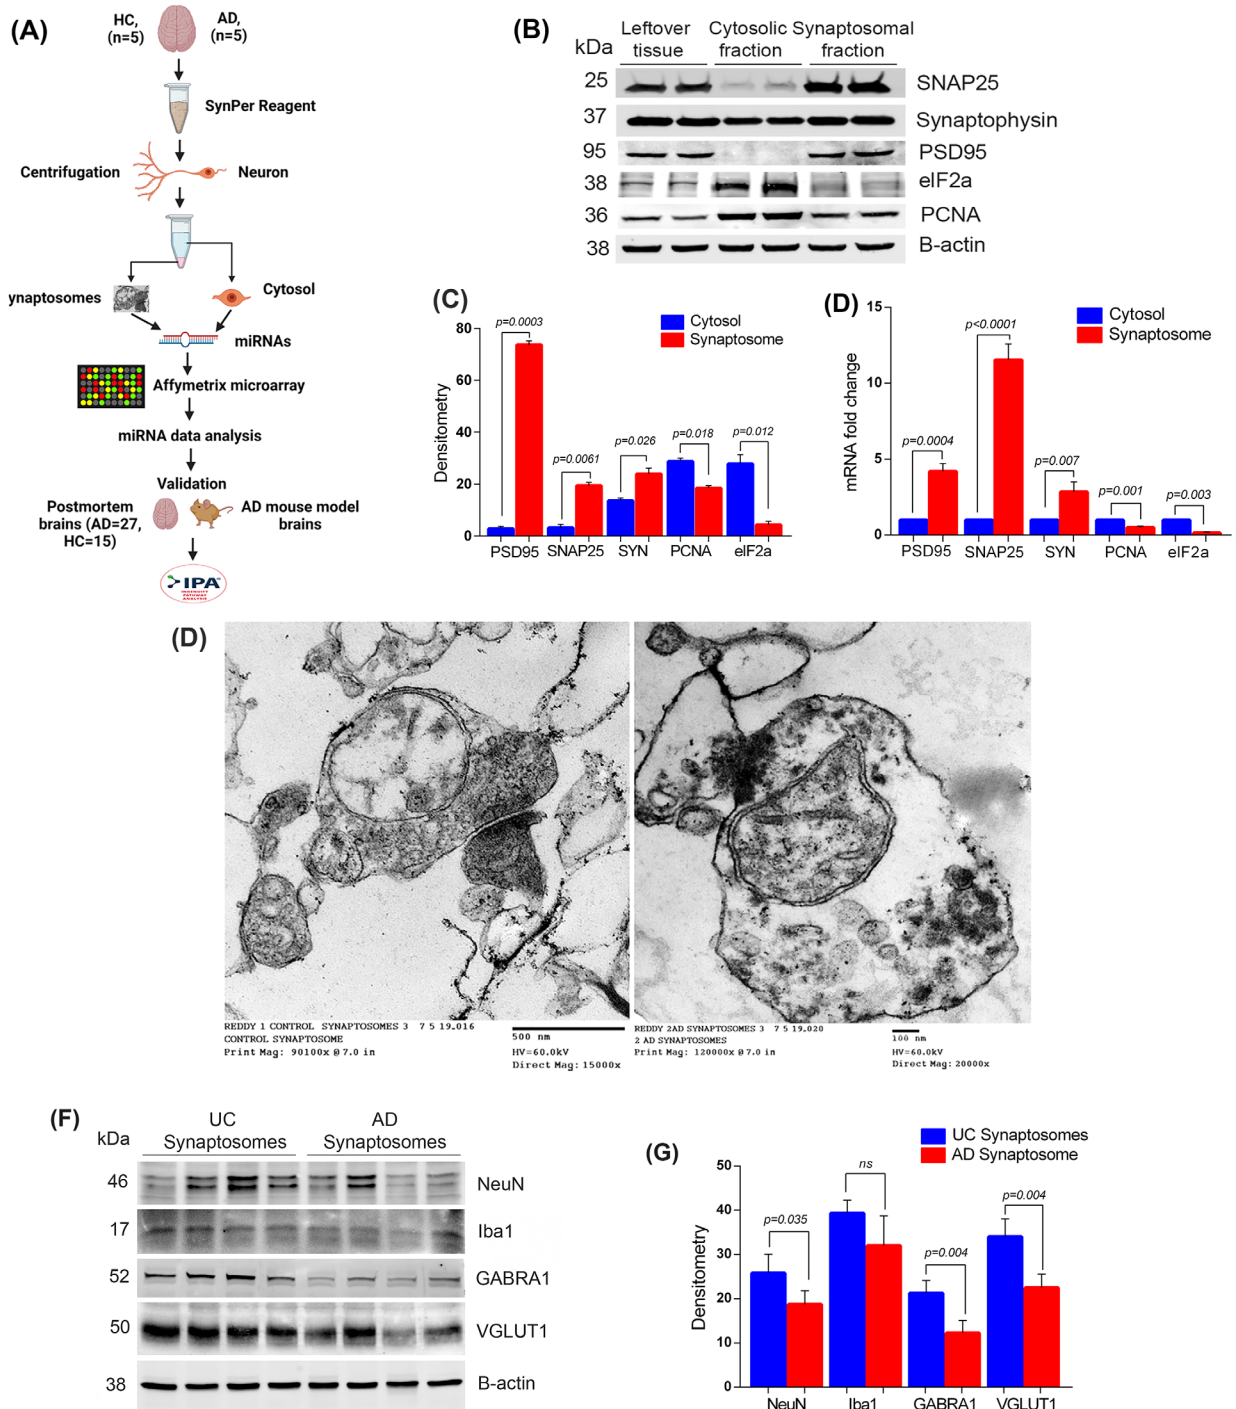 (A)
HC,
(n=5)
AD,
(n=5)
SynPer Reagent
Centrifugation
Neuron
ynaptosomes
Cytosol
miRNAs
Affymetrix microarray
miRNA data analysis
Validation
Postmortem
brains (AD=27,
HC=15)
AD mouse model
brains
IPA
INGENUITY
PATHWAY
ANALYSIS
(B)
kDa
Leftover
tissue
Cytosolic
fraction
Synaptosomal
fraction
25
SNAP25
37
Synaptophysin
95
PSD95
38
eIF2a
36
PCNA
38
B-actin
(C)
Cytosol
Synaptosome
Densitometry
80
60
40
20
0
p=0.0003
p=0.0061
p=0.026
p=0.018
p=0.012
PSD95
SNAP25
SYN
PCNA
eIF2a
(D)
Cytosol
Synaptosome
mRNA fold change
15
10
5
0
p=0.0004
p<0.0001
p=0.007
p=0.001
p=0.003
PSD95
SNAP25
SYN
PCNA
eIF2a
(D)
REDDY 1 CONTROL SYNAPTOSOMES 3 7 5 19.016
CONTROL SYNAPTOSOME
Print Mag: 90100x @ 7.0 in
500 nm
HV=60.0kV
Direct Mag: 15000x
REDDY 2AD SYNAPTOSOMES 3 7 5 19.020
2 AD SYNAPTOSOMES
Print Mag: 120000x @ 7.0 in
100 nm
HV=60.0kV
Direct Mag: 20000x
(F)
kDa
UC
Synaptosomes
AD
Synaptosomes
46
NeuN
17
Iba1
52
GABRA1
50
VGLUT1
38
B-actin
(G)
UC Synaptosomes
AD Synaptosome
Densitometry
50
40
30
20
10
0
p=0.035
ns
p=0.004
p=0.004
NeuN
Iba1
GABRA1
VGLUT1